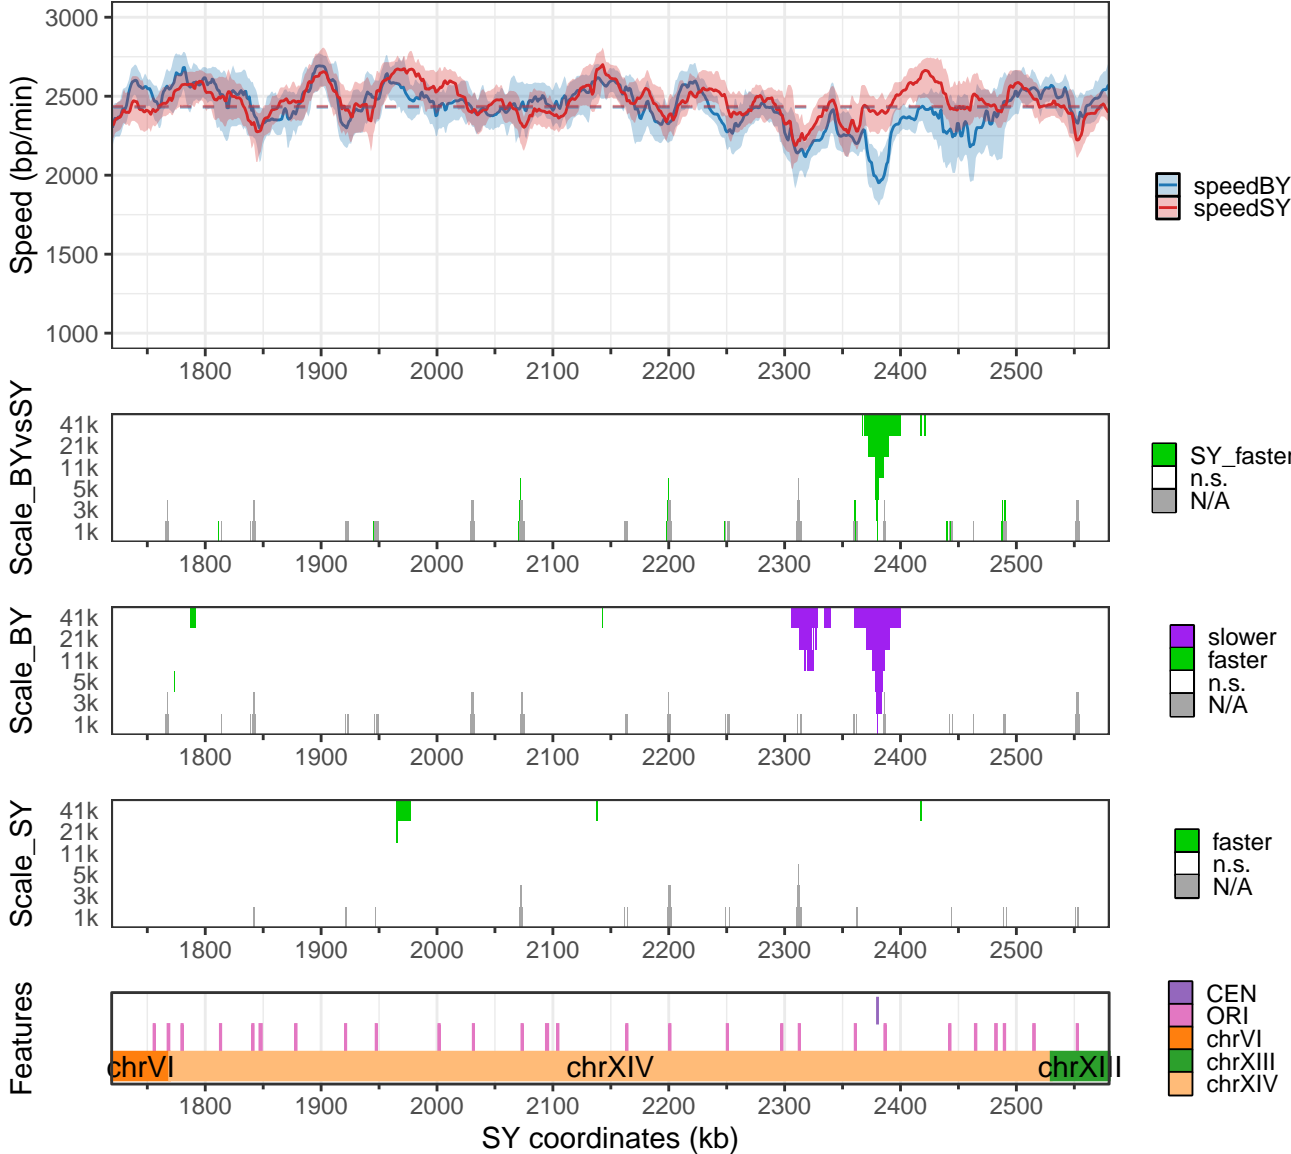 Speed (bp/min)
3000
2500
2000
1500
1000
1800 1900 2000 2100 2200 2300 2400 2500
speedBY
speedSY
Scale_BYvsSY
41k
21k
11k
5k
3k
1k
1800 1900 2000 2100 2200 2300 2400 2500
SY_faster
n.s.
N/A
Scale_BY
41k
21k
11k
5k
3k
1k
1800 1900 2000 2100 2200 2300 2400 2500
slower
faster
n.s.
N/A
Scale_SY
41k
21k
11k
5k
3k
1k
1800 1900 2000 2100 2200 2300 2400 2500
faster
n.s.
N/A
Features
chrVI chrXIV chrXIII
1800 1900 2000 2100 2200 2300 2400 2500
SY coordinates (kb)
CEN
ORI
chrVI
chrXIII
chrXIV